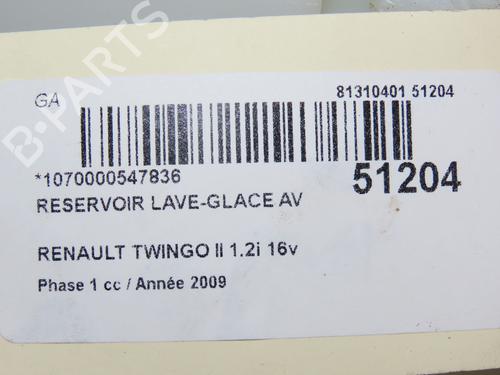 GA
81310401 51204
*1070000547836
51204
RESERVOIR LAVE-GLACE AV
RENAULT TWINGO II 1.2i 16v
Phase 1 cc / Année 2009
B-PARTS